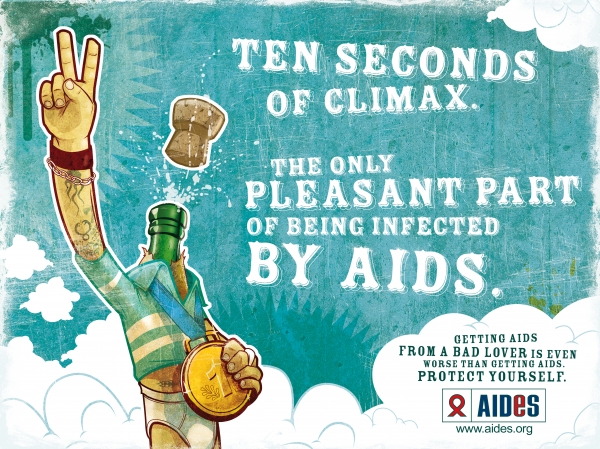 TEN SECONDS
OF CLIMAX.
THE ONLY
PLEASANT PART
OF BEING INFECTED
BY AIDS.
GETTING AIDS
FROM A BAD LOVER IS EVEN
WORSE THAN GETTING AIDS.
PROTECT YOURSELF.
AIDES
www.aides.org
1